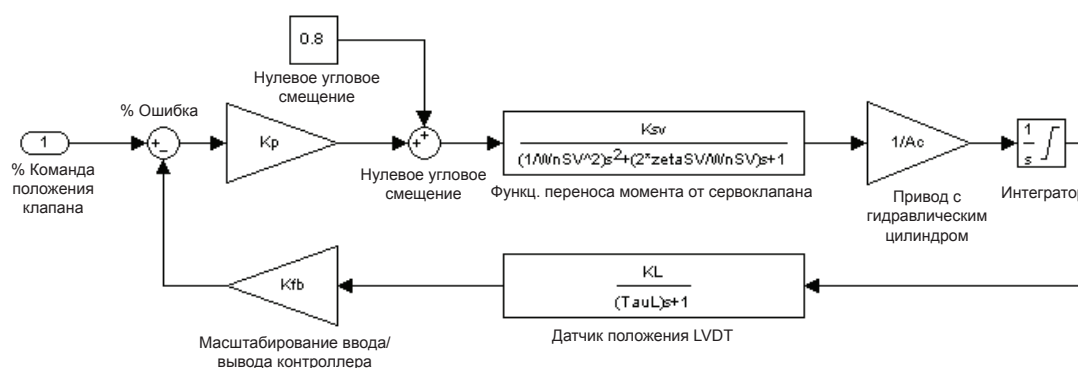 0.8
Нулевое угловое
смещение
% Ошибка
1
% Команда
положения
клапана
+
−
Kp
+
+
Нулевое угловое
смещение
Ksv
(1/WnSV^2)s2+(2*zetaSV/WnSV)s+1
Функц. переноса момента от сервоклапана
1/Ac
Привод с
гидравлическим
цилиндром
1
s
Интегратор
Kfb
Масштабирование ввода/
вывода контроллера
KL
(TauL)s+1
Датчик положения LVDT